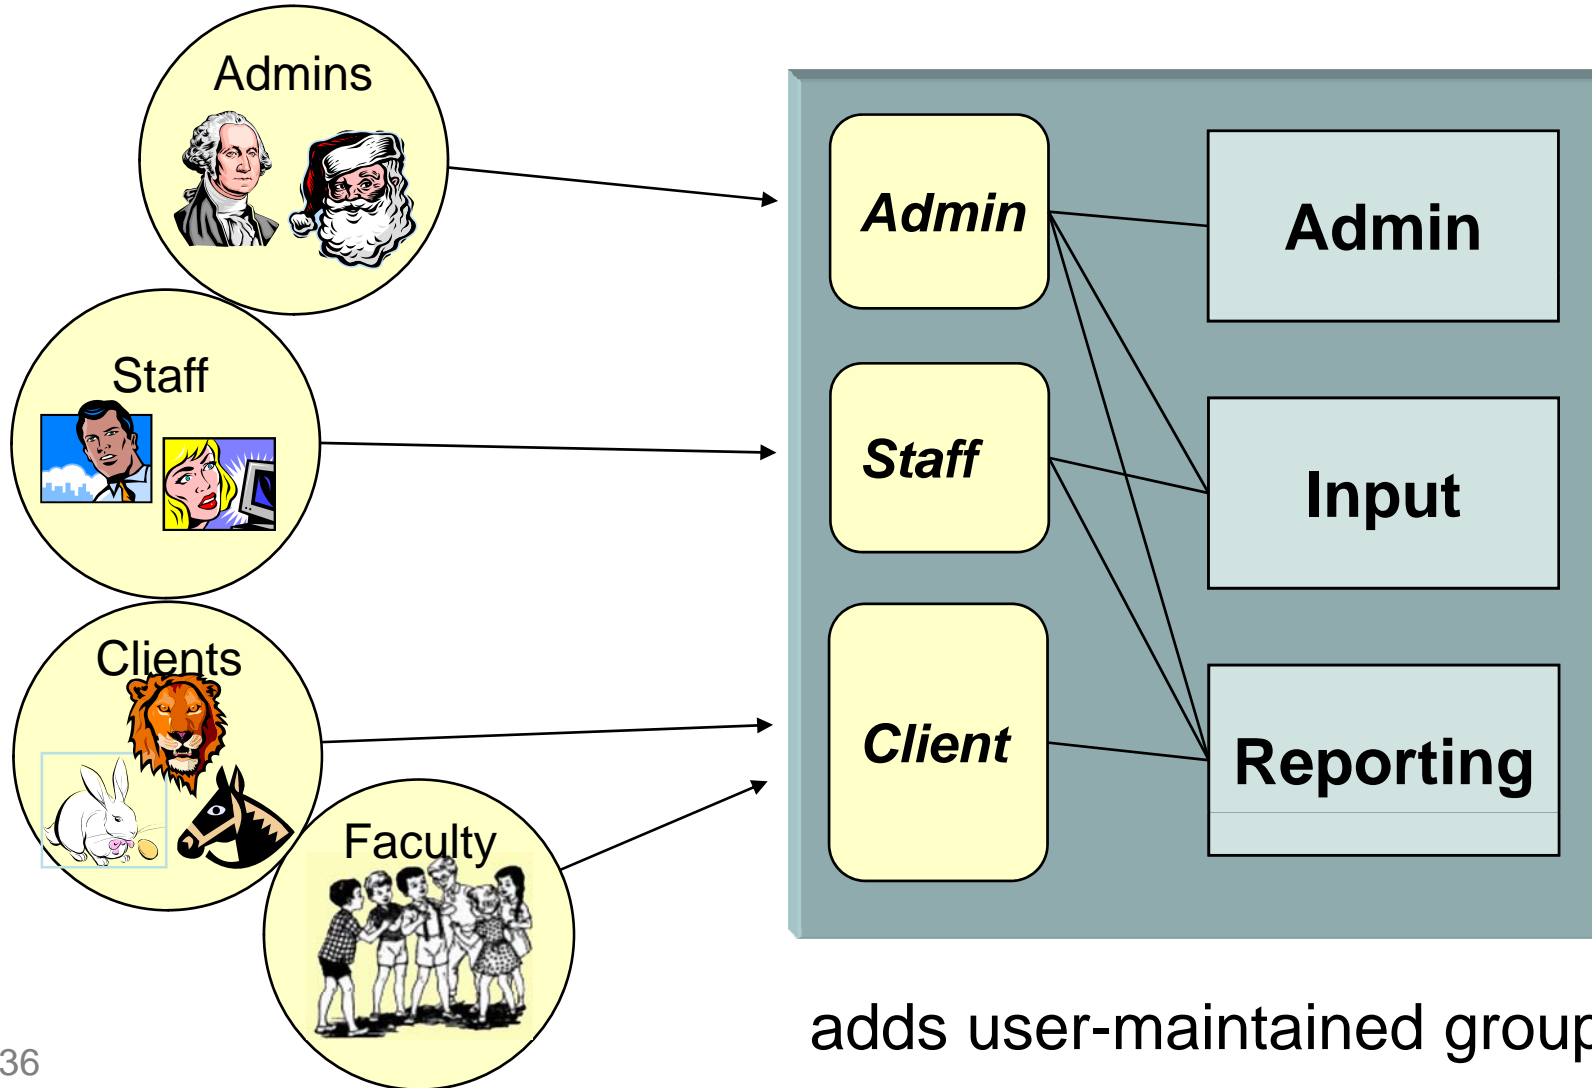 Admins
Staff
Clients
Faculty
Admin
Staff
Client
Admin
Input
Reporting
adds user-maintained group
36